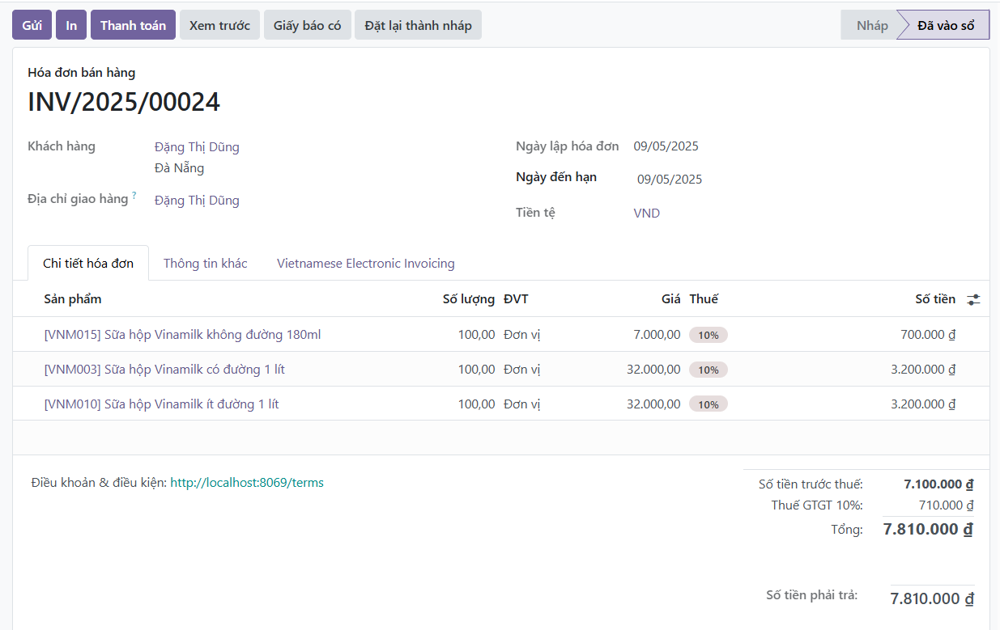 Gửi In Thanh toán Xem trước Giấy báo có Đặt lại thành nháp Nháp Đã vào sổ
Hóa đơn bán hàng
INV/2025/00024
Khách hàng Đặng Thị Dũng Ngày lập hóa đơn 09/05/2025
Đà Nẵng
Ngày đến hạn 09/05/2025
Địa chỉ giao hàng ? Đặng Thị Dũng
Tiền tệ VND
Chi tiết hóa đơn Thông tin khác Vietnamese Electronic Invoicing
Sản phẩm Số lượng ĐVT Giá Thuế Số tiền
[VNM015] Sữa hộp Vinamilk không đường 180ml 100,00 Đơn vị 7.000,00 10% 700.000 ₫
[VNM003] Sữa hộp Vinamilk có đường 1 lít 100,00 Đơn vị 32.000,00 10% 3.200.000 ₫
[VNM010] Sữa hộp Vinamilk ít đường 1 lít 100,00 Đơn vị 32.000,00 10% 3.200.000 ₫
Điều khoản & điều kiện: http://localhost:8069/terms
Số tiền trước thuế: 7.100.000 ₫
Thuế GTGT 10%: 710.000 ₫
Tổng: 7.810.000 ₫
Số tiền phải trả: 7.810.000 ₫